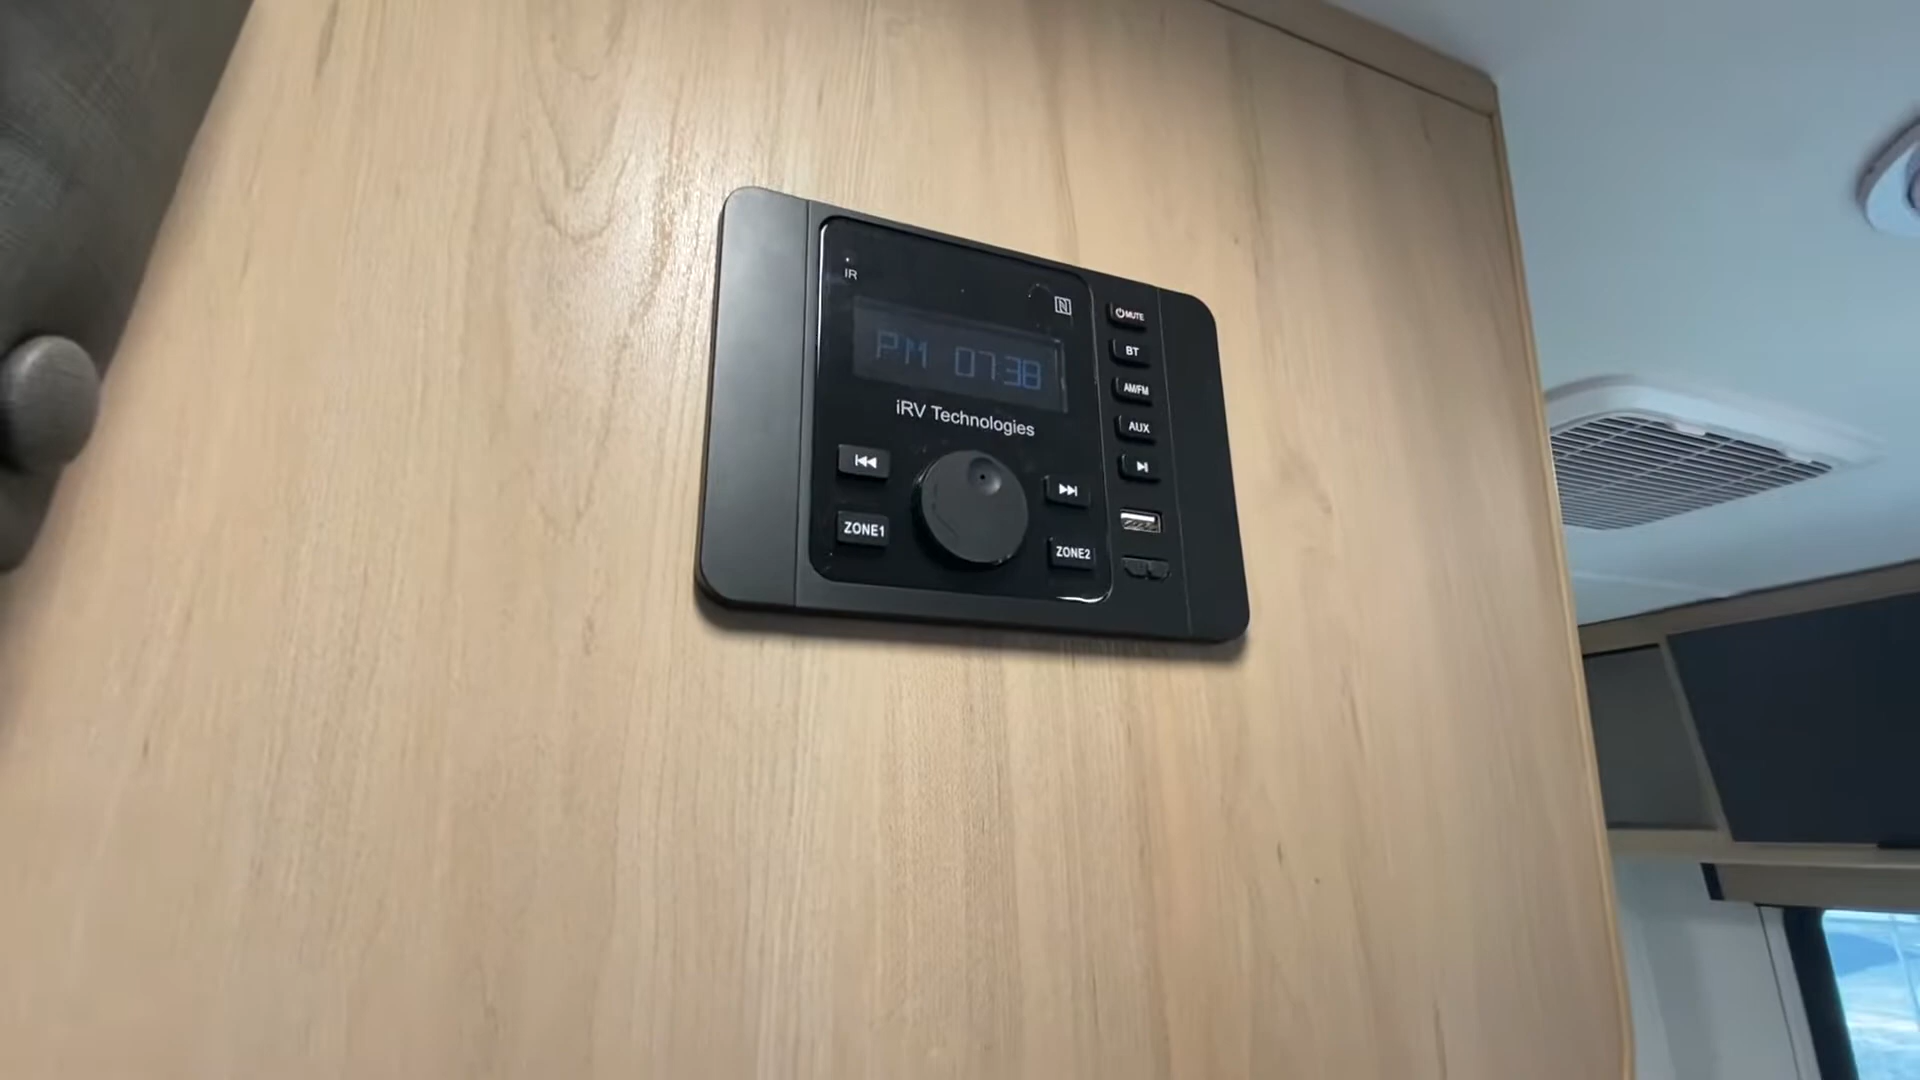 IR
MUTE
PM 07:38
BT
AM/FM
iRV Technologies
AUX
ZONE1
ZONE2